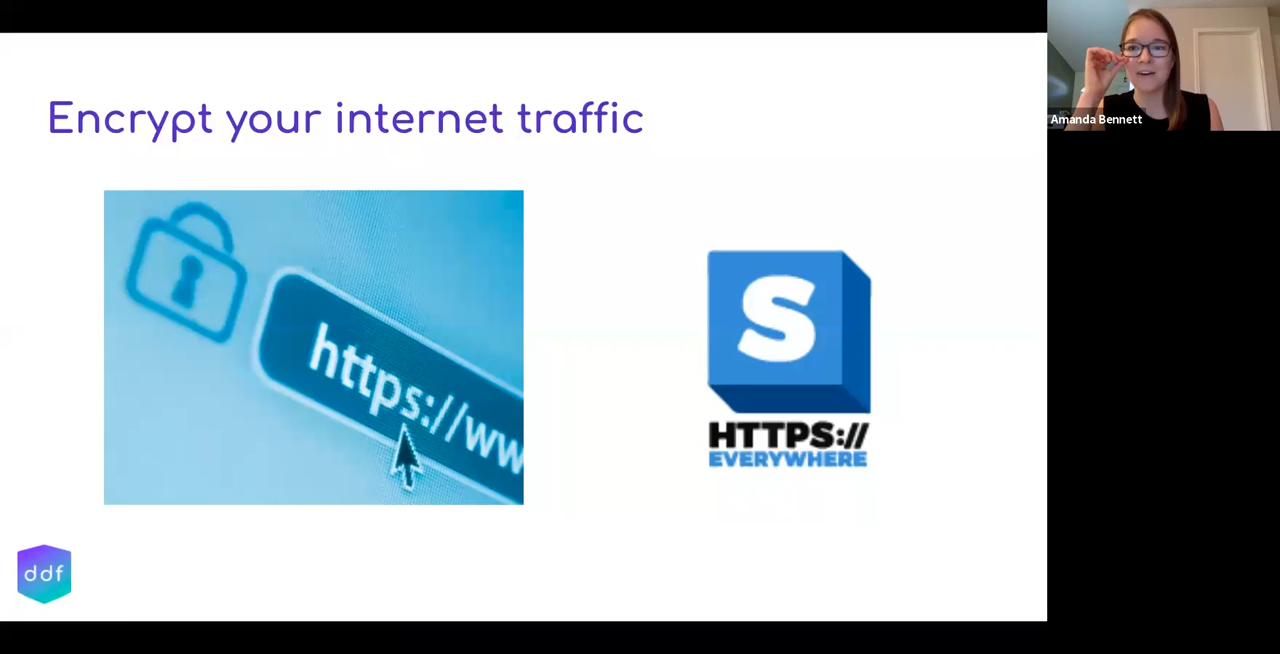 Encrypt your internet traffic
Amanda Bennett
https://ww
S
HTTPS://
EVERYWHERE
ddf